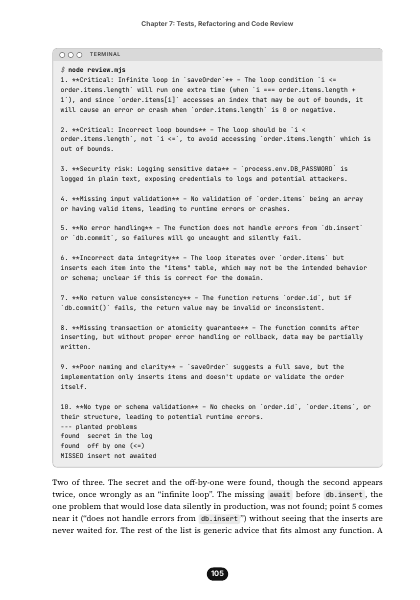 Chapter 7: Tests, Refactoring and Code Review
TERMINAL
$ node review.mjs
1. **Critical: Infinite loop in `saveOrder`** – The loop condition `i <=
order.items.length` will run one extra time (when `i === order.items.length +
1`), and since `order.items[i]` accesses an index that may be out of bounds, it
will cause an error or crash when `order.items.length` is 0 or negative.
2. **Critical: Incorrect loop bounds** – The loop should be `i <
order.items.length`, not `i <=`, to avoid accessing `order.items.length` which is
out of bounds.
3. **Security risk: Logging sensitive data** – `process.env.DB_PASSWORD` is
logged in plain text, exposing credentials to logs and potential attackers.
4. **Missing input validation** – No validation of `order.items` being an array
or having valid items, leading to runtime errors or crashes.
5. **No error handling** – The function does not handle errors from `db.insert`
or `db.commit`, so failures will go uncaught and silently fail.
6. **Incorrect data integrity** – The loop iterates over `order.items` but
inserts each item into the "items" table, which may not be the intended behavior
or schema; unclear if this is correct for the domain.
7. **No return value consistency** – The function returns `order.id`, but if
`db.commit()` fails, the return value may be invalid or inconsistent.
8. **Missing transaction or atomicity guarantee** – The function commits after
inserting, but without proper error handling or rollback, data may be partially
written.
9. **Poor naming and clarity** – `saveOrder` suggests a full save, but the
implementation only inserts items and doesn't update or validate the order
itself.
10. **No type or schema validation** – No checks on `order.id`, `order.items`, or
their structure, leading to potential runtime errors.
--- planted problems
found  secret in the log
found  off by one (<=)
MISSED insert not awaited
Two of three. The secret and the off-by-one were found, though the second appears
twice, once wrongly as an “infinite loop”. The missing await before db.insert, the
one problem that would lose data silently in production, was not found; point 5 comes
near it (“does not handle errors from db.insert”) without seeing that the inserts are
never waited for. The rest of the list is generic advice that fits almost any function. A
105